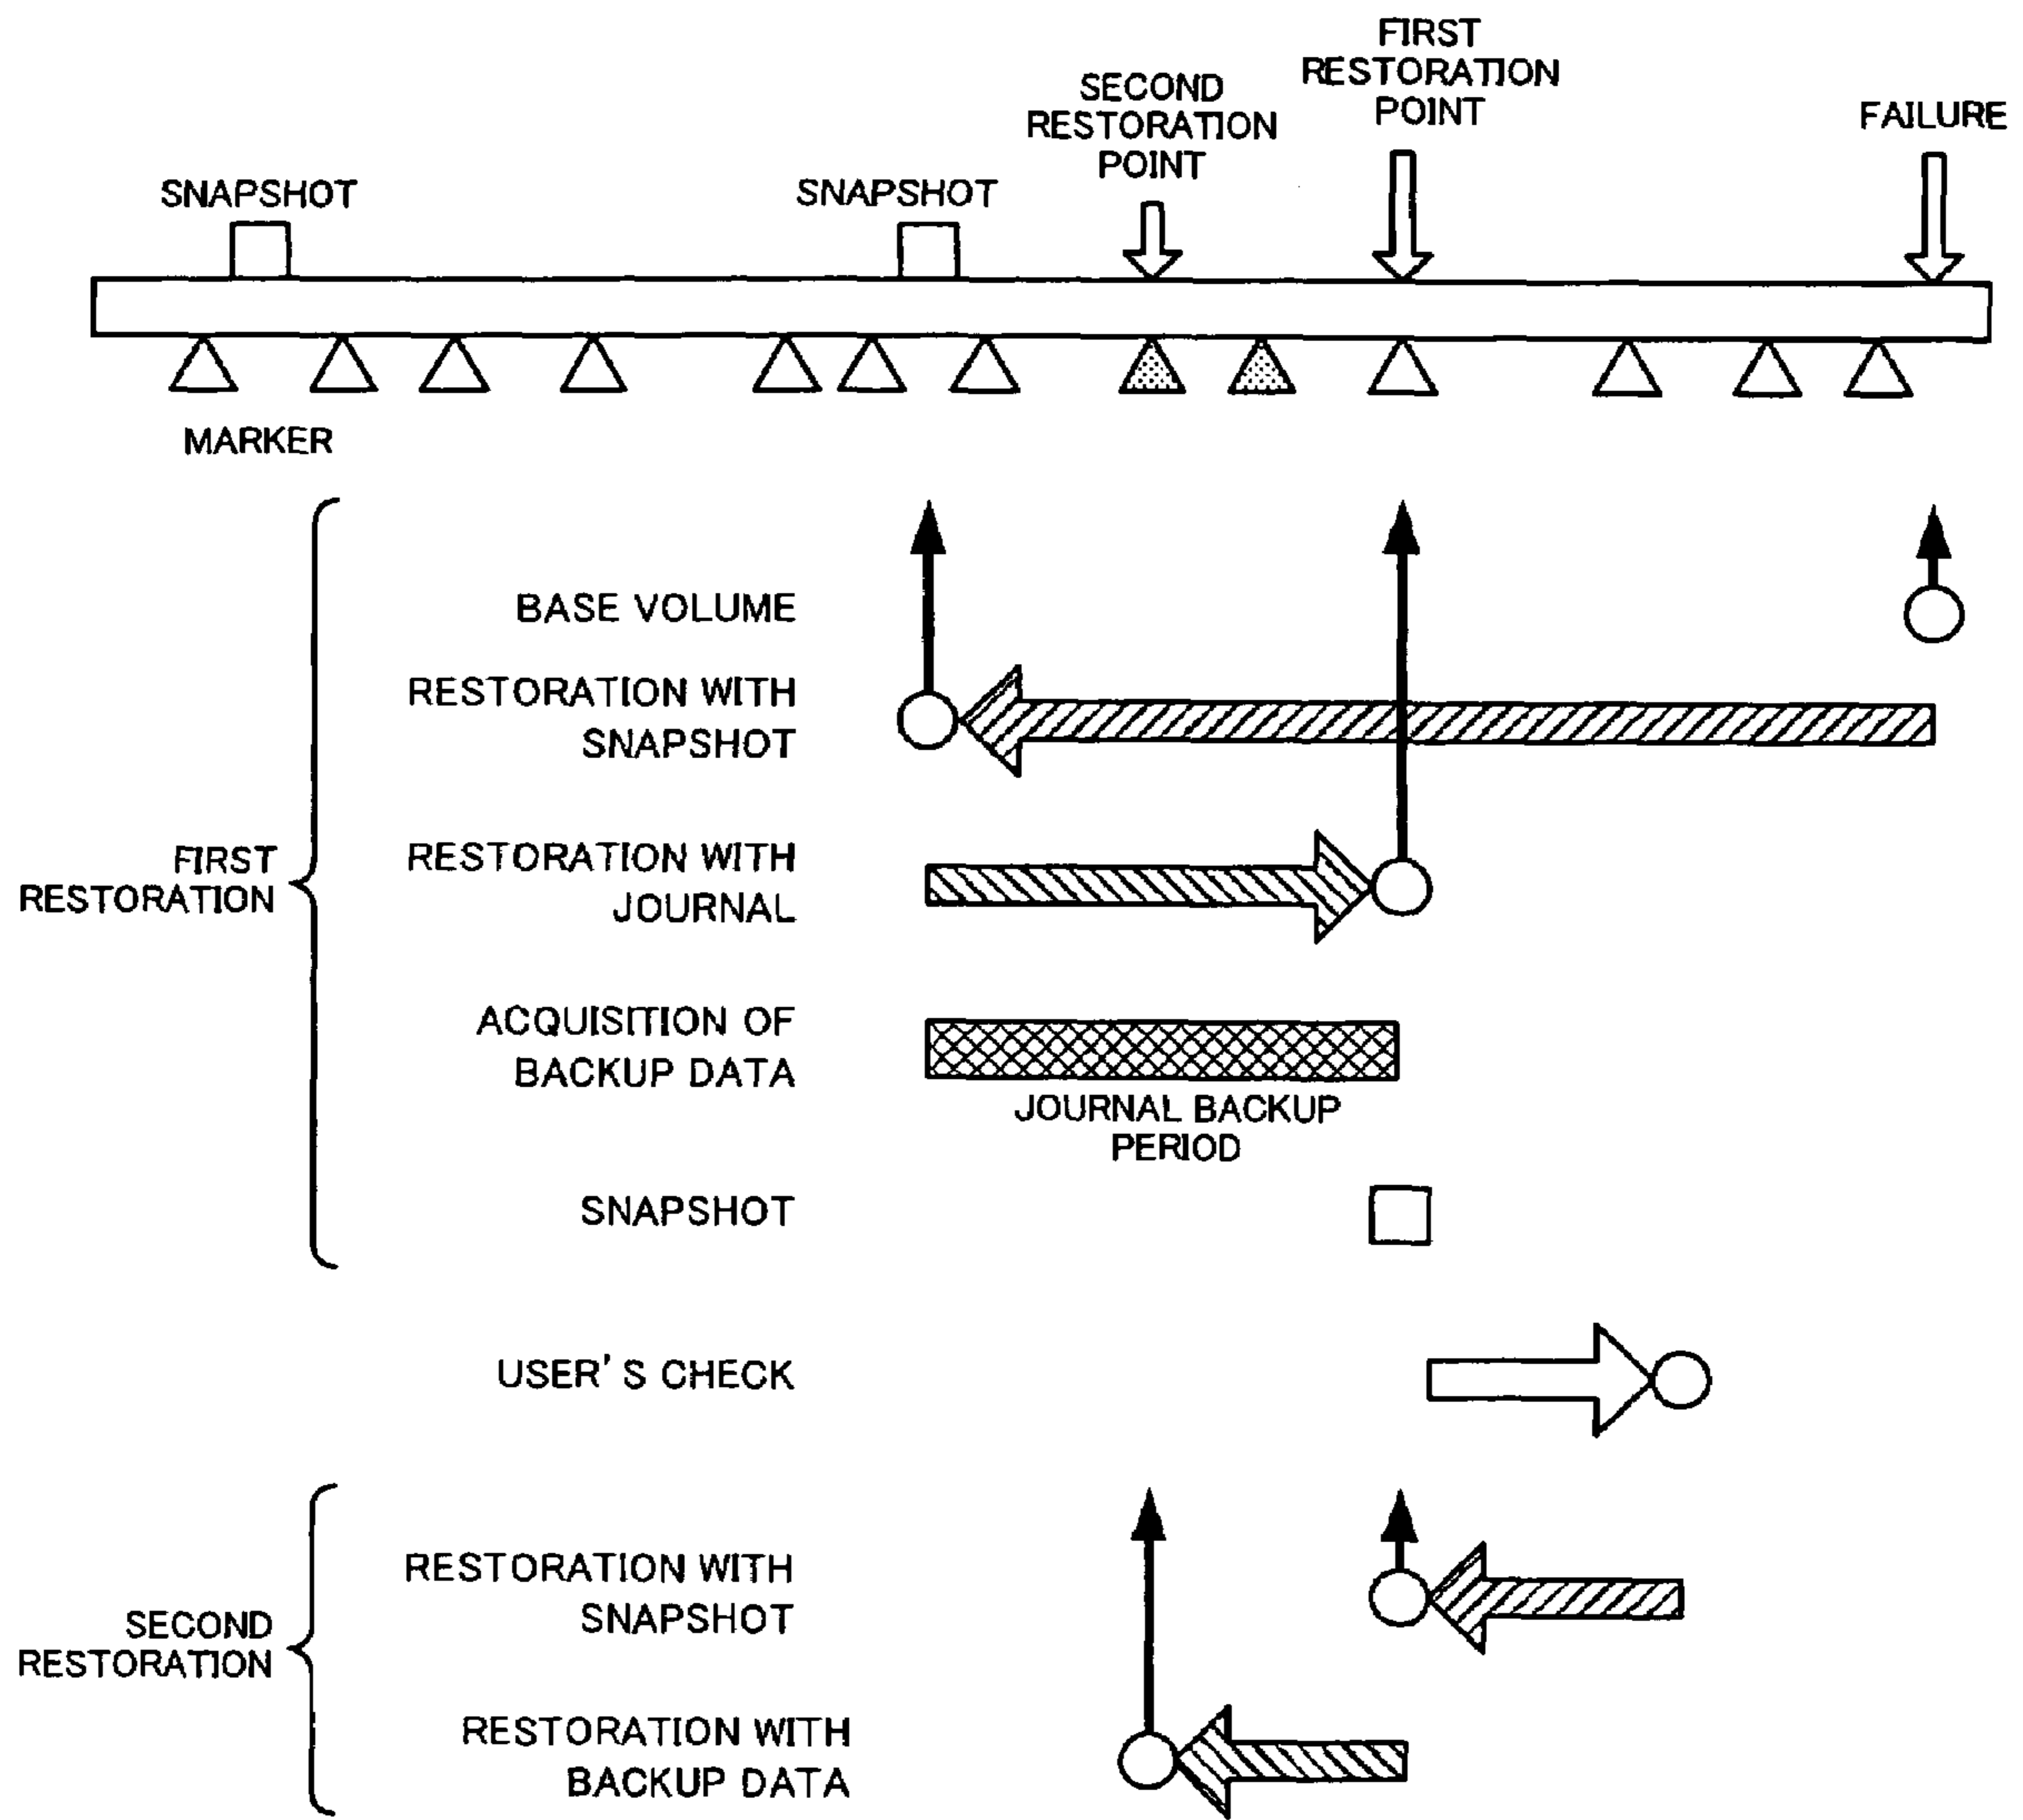 FIRST
RESTORATION
POINT
SECOND
RESTORATION
POINT
FAILURE
SNAPSHOT
SNAPSHOT
MARKER
BASE VOLUME
RESTORATION WITH
SNAPSHOT
FIRST
RESTORATION
RESTORATION WITH
JOURNAL
ACQUISITION OF
BACKUP DATA
JOURNAL BACKUP
PERIOD
SNAPSHOT
USER'S CHECK
RESTORATION WITH
SNAPSHOT
SECOND
RESTORATION
RESTORATION WITH
BACKUP DATA